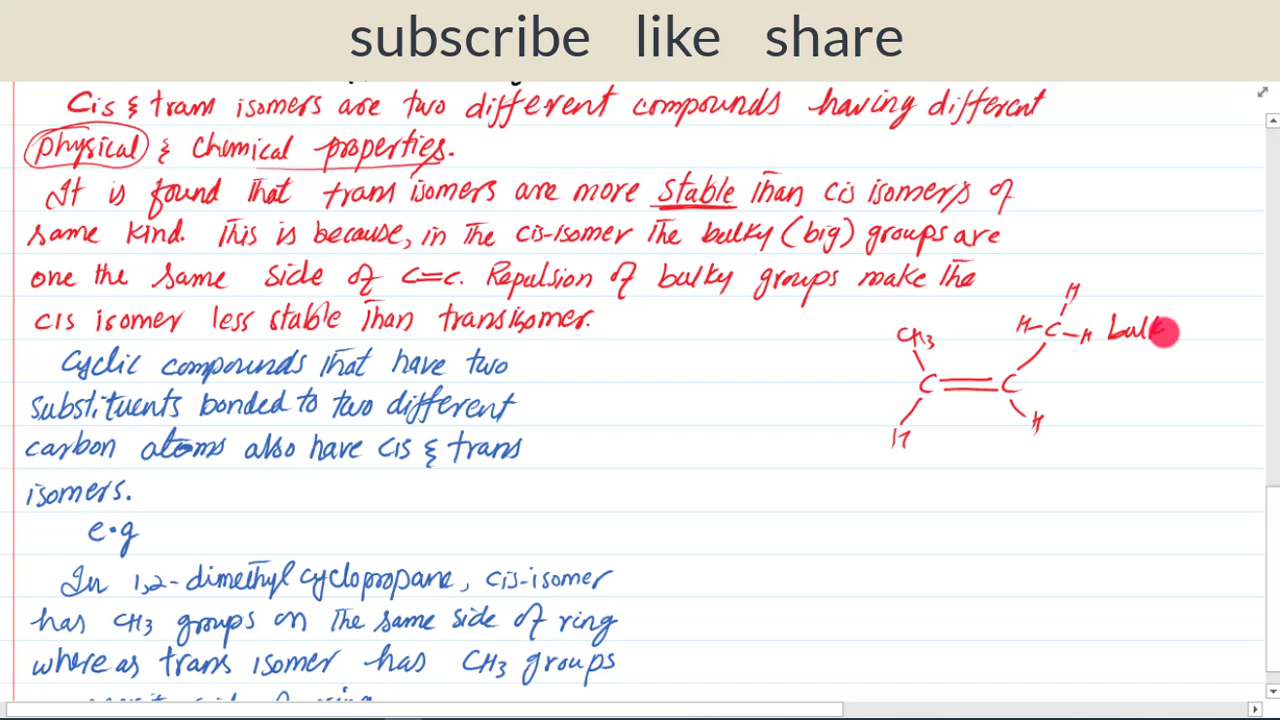 subscribe like share
Cis & trans isomers are two different compounds having different
physical & chemical properties.
It is found that trans isomers are more stable than cis isomers of
same kind. This is because, in the cis-isomer the bulky (big) groups are
one the same side of C=C. Repulsion of bulky groups make the
cis isomer less stable than transisomer.
H
CH3 H-C-H bulk
C=C
H H
Cyclic compounds that have two
substituents bonded to two different
carbon atoms also have cis & trans
isomers.
e.g
In 1,2-dimethyl cyclopropane, cis-isomer
has CH3 groups on the same side of ring
where as trans isomer has CH3 groups